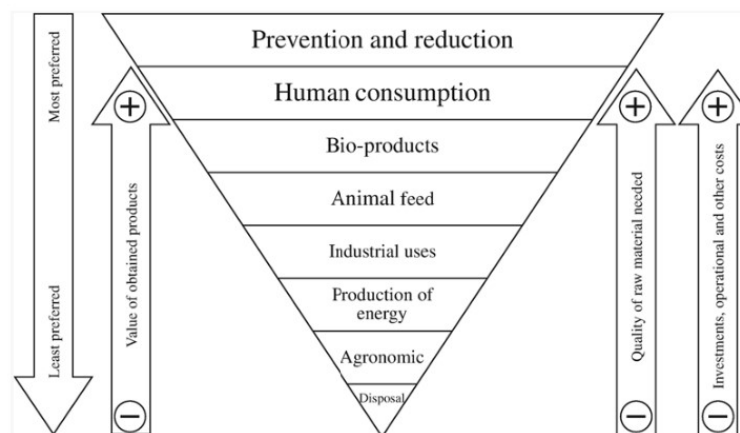 Prevention and reduction
Human consumption
Bio-products
Animal feed
Industrial uses
Production of
energy
Agronomic
Disposal
Most preferred
Least preferred
+
Value of obtained products
−
+
Quality of raw material needed
−
+
Investments, operational and other costs
−